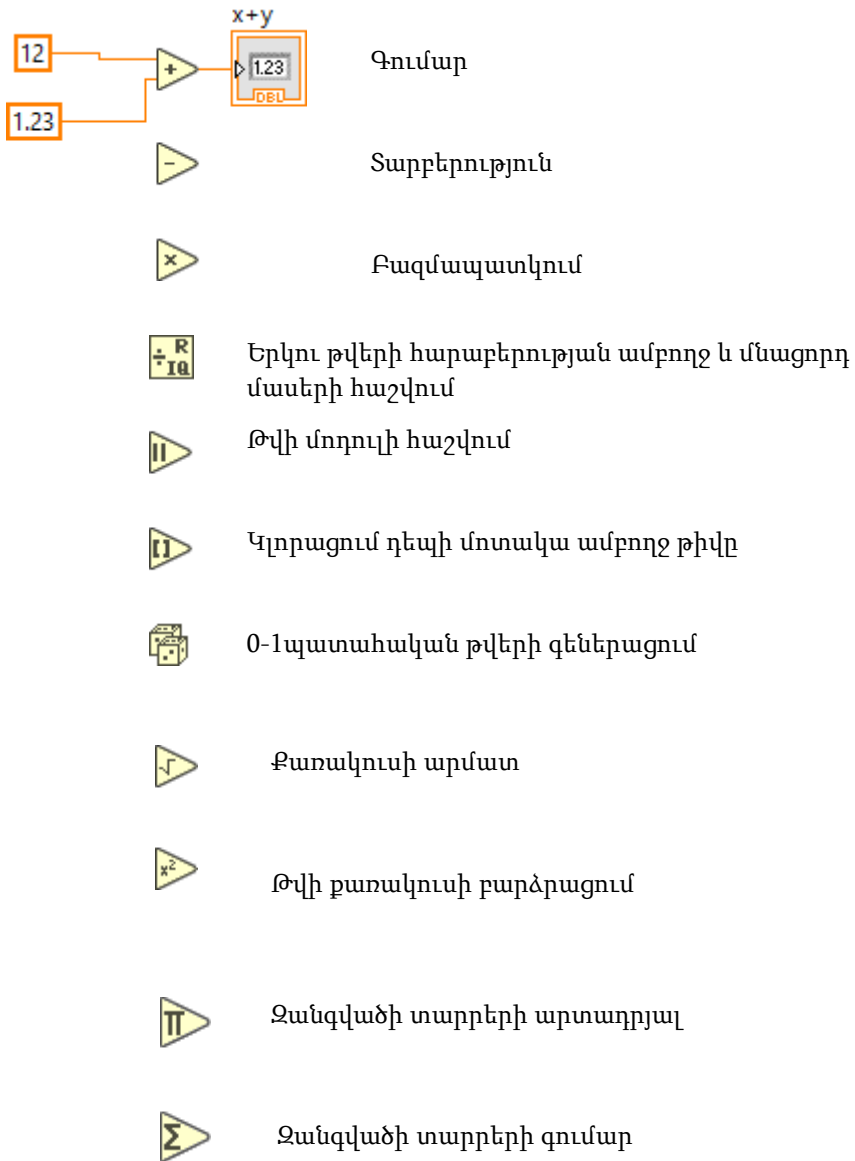 x+y
12
+
1.23
DBL
Գումար
1.23
-
Տարբերություն
×
Բազմապատկում
÷ R IQ
Երկու թվերի հարաբերության ամբողջ և մնացորդ
մասերի հաշվում
Թվի մոդուլի հաշվում
[ ]
Կլորացում դեպի մոտակա ամբողջ թիվը
0-1պատահական թվերի գեներացում
√
Քառակուսի արմատ
x²
Թվի քառակուսի բարձրացում
Π
Զանգվածի տարրերի արտադրյալ
Σ
Զանգվածի տարրերի գումար